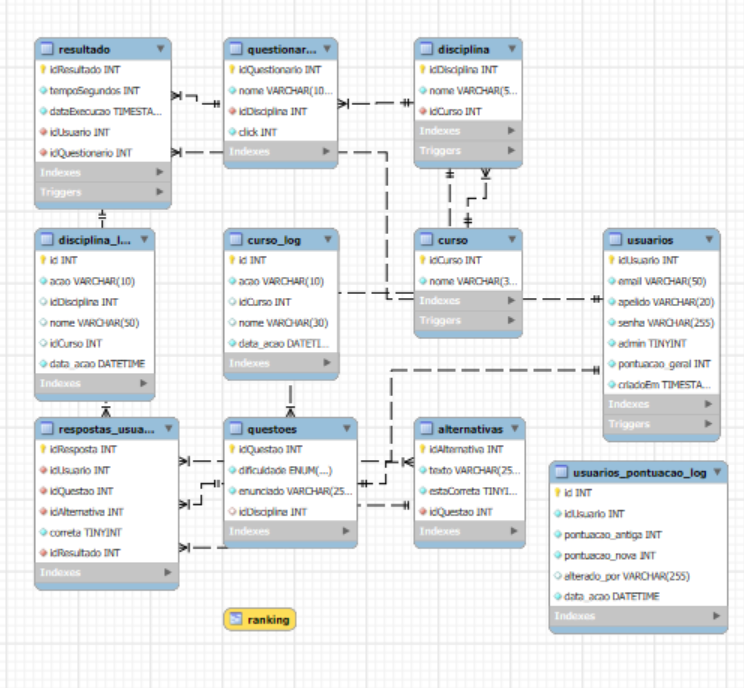 resultado
idResultado INT
tempoSegundos INT
dataExecucao TIMESTA...
idUsuario INT
idQuestionario INT
Indexes
Triggers
questionar...
idQuestionario INT
nome VARCHAR(10...
idDisciplina INT
click INT
Indexes
disciplina
idDisciplina INT
nome VARCHAR(5...
idCurso INT
Indexes
Triggers
disciplina_l...
id INT
acao VARCHAR(10)
idDisciplina INT
nome VARCHAR(50)
idCurso INT
data_acao DATETIME
Indexes
curso_log
id INT
acao VARCHAR(10)
idCurso INT
nome VARCHAR(30)
data_acao DATETI...
Indexes
curso
idCurso INT
nome VARCHAR(3...
Indexes
Triggers
usuarios
idUsuario INT
email VARCHAR(50)
apelido VARCHAR(20)
senha VARCHAR(255)
admin TINYINT
pontuacao_geral INT
criadoEm TIMESTA...
Indexes
Triggers
respostas_usua...
idResposta INT
idUsuario INT
idQuestao INT
idAlternativa INT
correta TINYINT
idResultado INT
Indexes
questoes
idQuestao INT
dificuldade ENUM(...)
enunciado VARCHAR(25...
idDisciplina INT
Indexes
alternativas
idAlternativa INT
texto VARCHAR(25...
estaCorreta TINYI...
idQuestao INT
Indexes
usuarios_pontuacao_log
id INT
idUsuario INT
pontuacao_antiga INT
pontuacao_nova INT
alterado_por VARCHAR(255)
data_acao DATETIME
Indexes
ranking